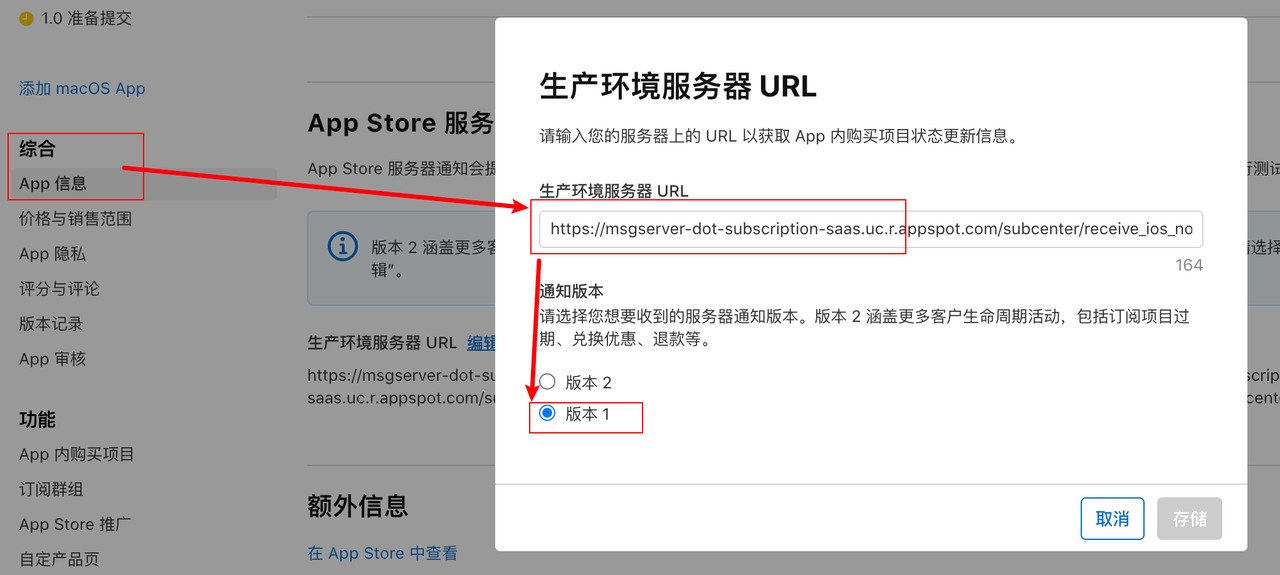 1.0 准备提交
添加 macOS App
综合
App 信息
价格与销售范围
App 隐私
评分与评论
版本记录
App 审核
功能
App 内购买项目
订阅群组
App Store 推广
自定产品页
App Store 服务
App Store 服务器通知会提
行测试
版本 2 涵盖更多客
辑”。
请选择
生产环境服务器 URL 编辑
https://msgserver-dot-su
saas.uc.r.appspot.com/su
scrip
cente
额外信息
在 App Store 中查看
生产环境服务器 URL
请输入您的服务器上的 URL 以获取 App 内购买项目状态更新信息。
生产环境服务器 URL
https://msgserver-dot-subscription-saas.uc.r.appspot.com/subcenter/receive_ios_no
164
通知版本
请选择您想要收到的服务器通知版本。版本 2 涵盖更多客户生命周期活动，包括订阅项目过
期、兑换优惠、退款等。
版本 2
版本 1
取消
存储